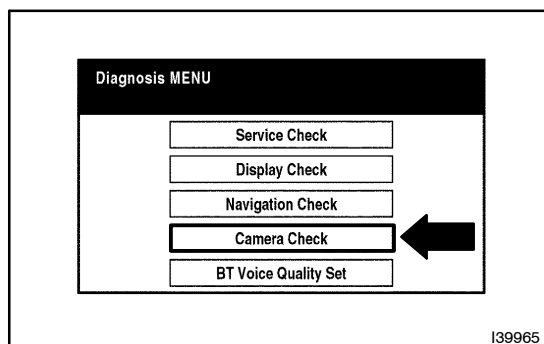 Diagnosis MENU
Service Check
Display Check
Navigation Check
Camera Check
BT Voice Quality Set
I39965